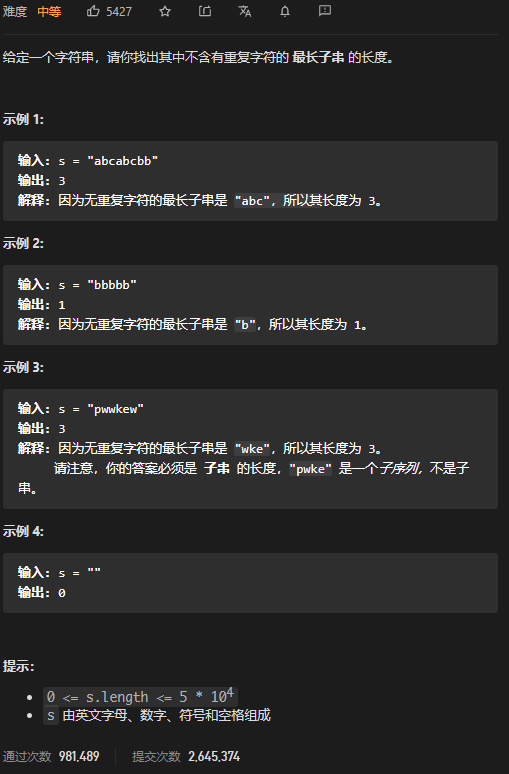 难度 中等 5427
给定一个字符串，请你找出其中不含有重复字符的 最长子串 的长度。
示例 1:
输入: s = "abcabcbb"
输出: 3
解释: 因为无重复字符的最长子串是 "abc"，所以其长度为 3。
示例 2:
输入: s = "bbbbb"
输出: 1
解释: 因为无重复字符的最长子串是 "b"，所以其长度为 1。
示例 3:
输入: s = "pwwkew"
输出: 3
解释: 因为无重复字符的最长子串是 "wke"，所以其长度为 3。
请注意，你的答案必须是 子串 的长度，"pwke" 是一个子序列，不是子
串。
示例 4:
输入: s = ""
输出: 0
提示：
0 <= s.length <= 5 * 10⁴
s 由英文字母、数字、符号和空格组成
通过次数 981,489 提交次数 2,645,374